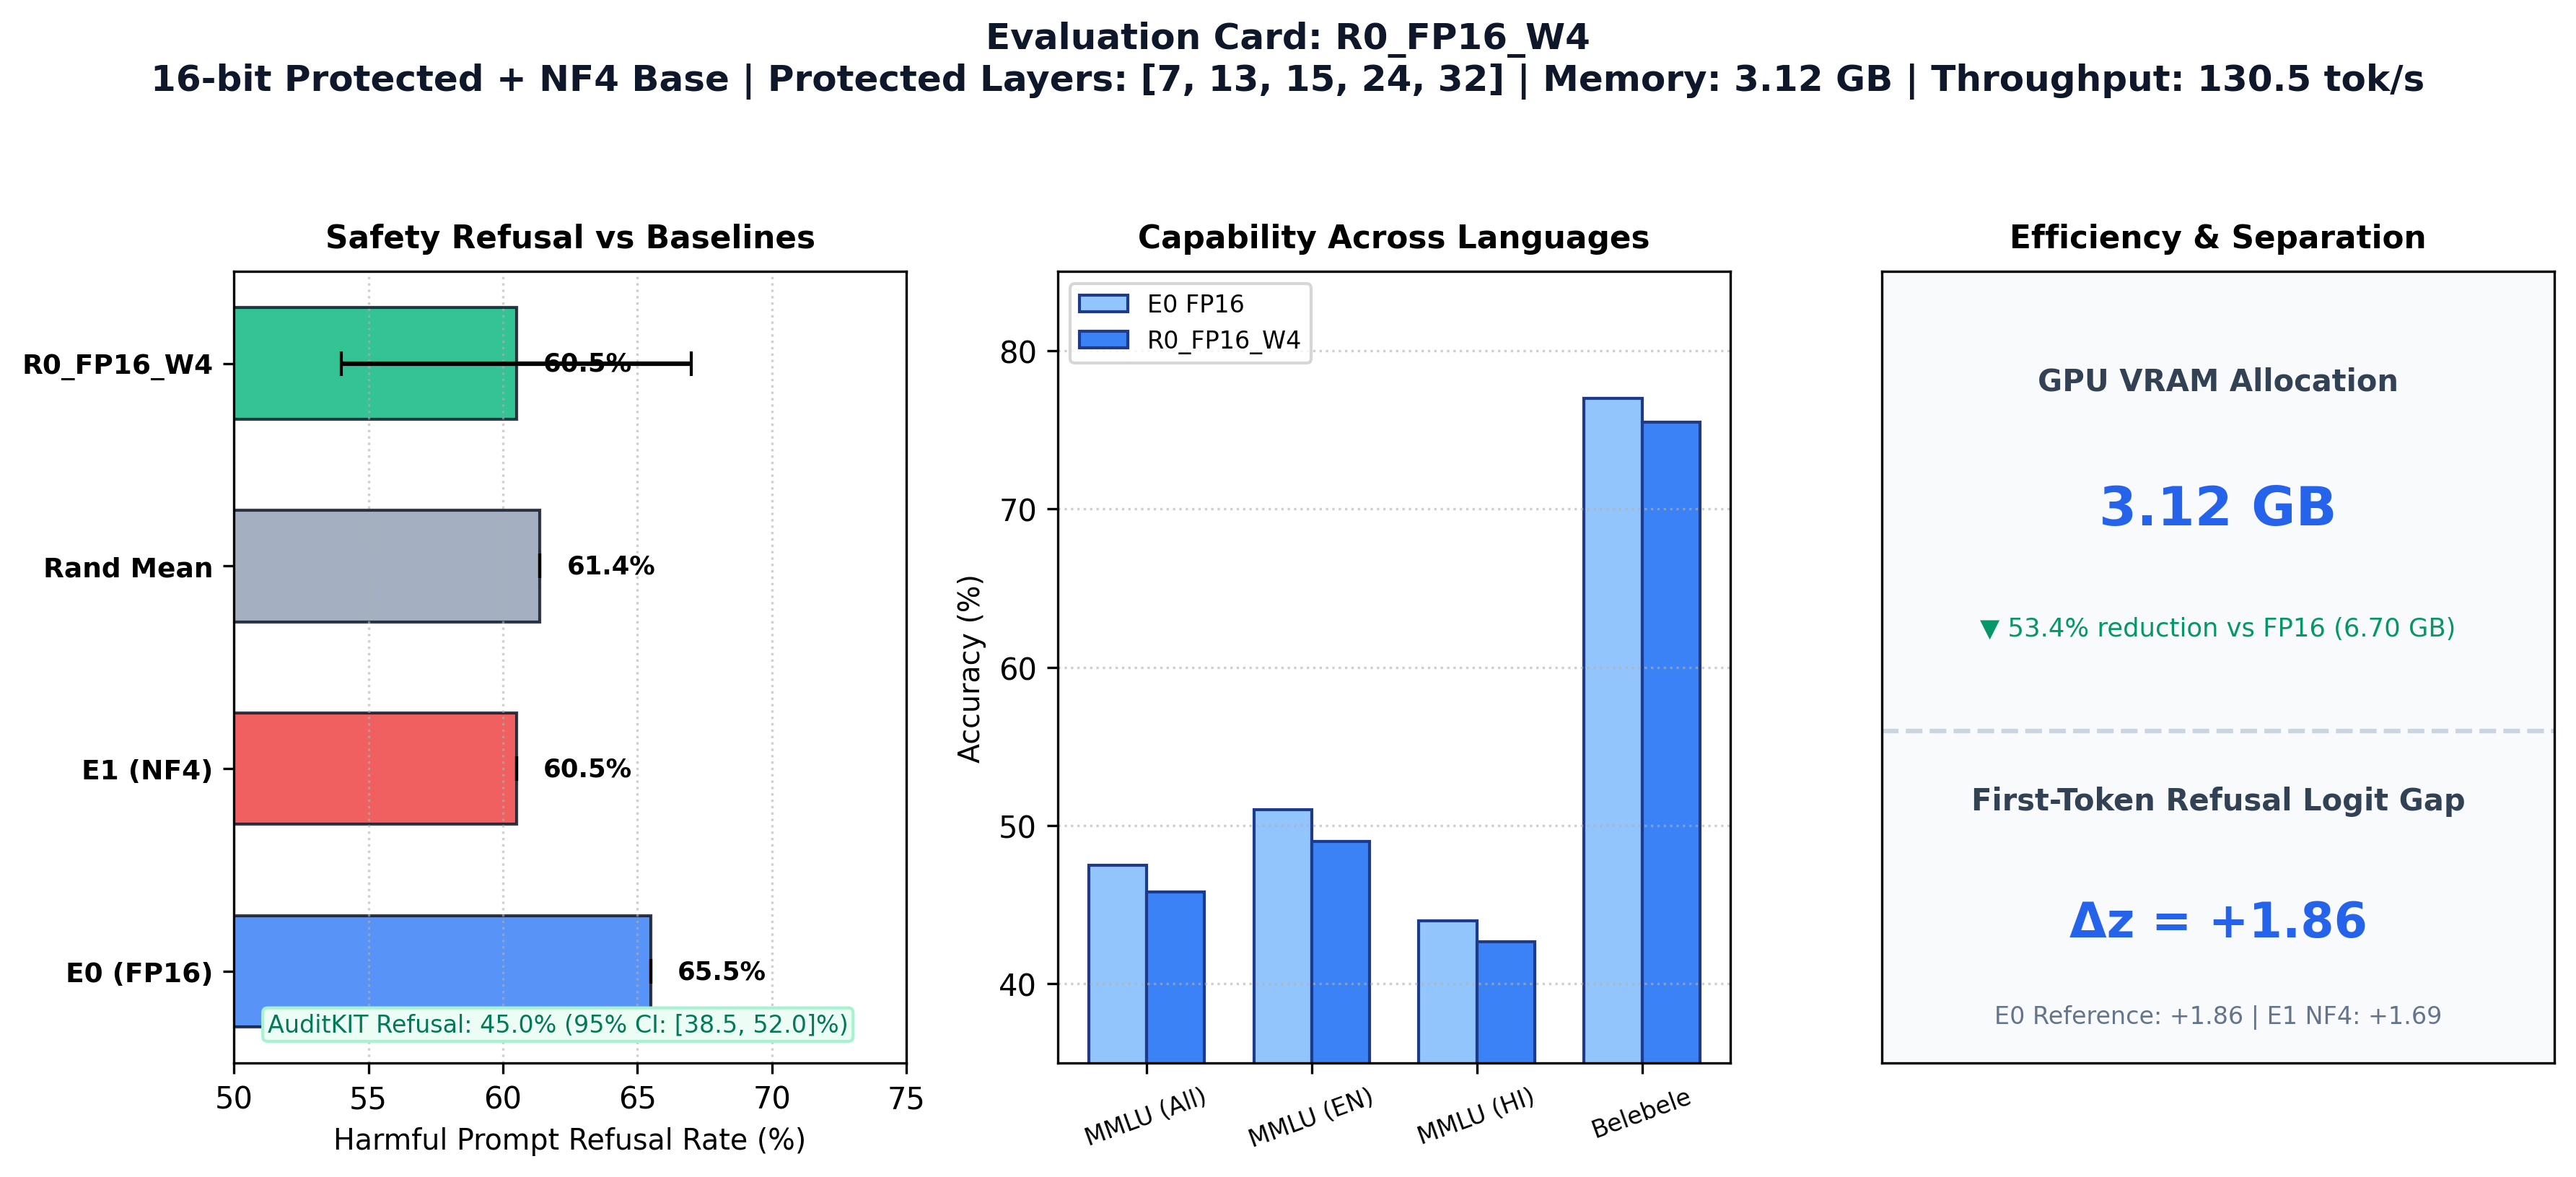 Evaluation Card: R0_FP16_W4
16-bit Protected + NF4 Base | Protected Layers: [7, 13, 15, 24, 32] | Memory: 3.12 GB | Throughput: 130.5 tok/s
Safety Refusal vs Baselines
R0_FP16_W4
60.5%
Rand Mean
61.4%
E1 (NF4)
60.5%
E0 (FP16)
65.5%
AuditKIT Refusal: 45.0% (95% CI: [38.5, 52.0]%)
50 55 60 65 70 75
Harmful Prompt Refusal Rate (%)
Capability Across Languages
E0 FP16
R0_FP16_W4
80
70
60
50
40
Accuracy (%)
MMLU (All) MMLU (EN) MMLU (HI) Belebele
Efficiency & Separation
GPU VRAM Allocation
3.12 GB
▼ 53.4% reduction vs FP16 (6.70 GB)
First-Token Refusal Logit Gap
Δz = +1.86
E0 Reference: +1.86 | E1 NF4: +1.69